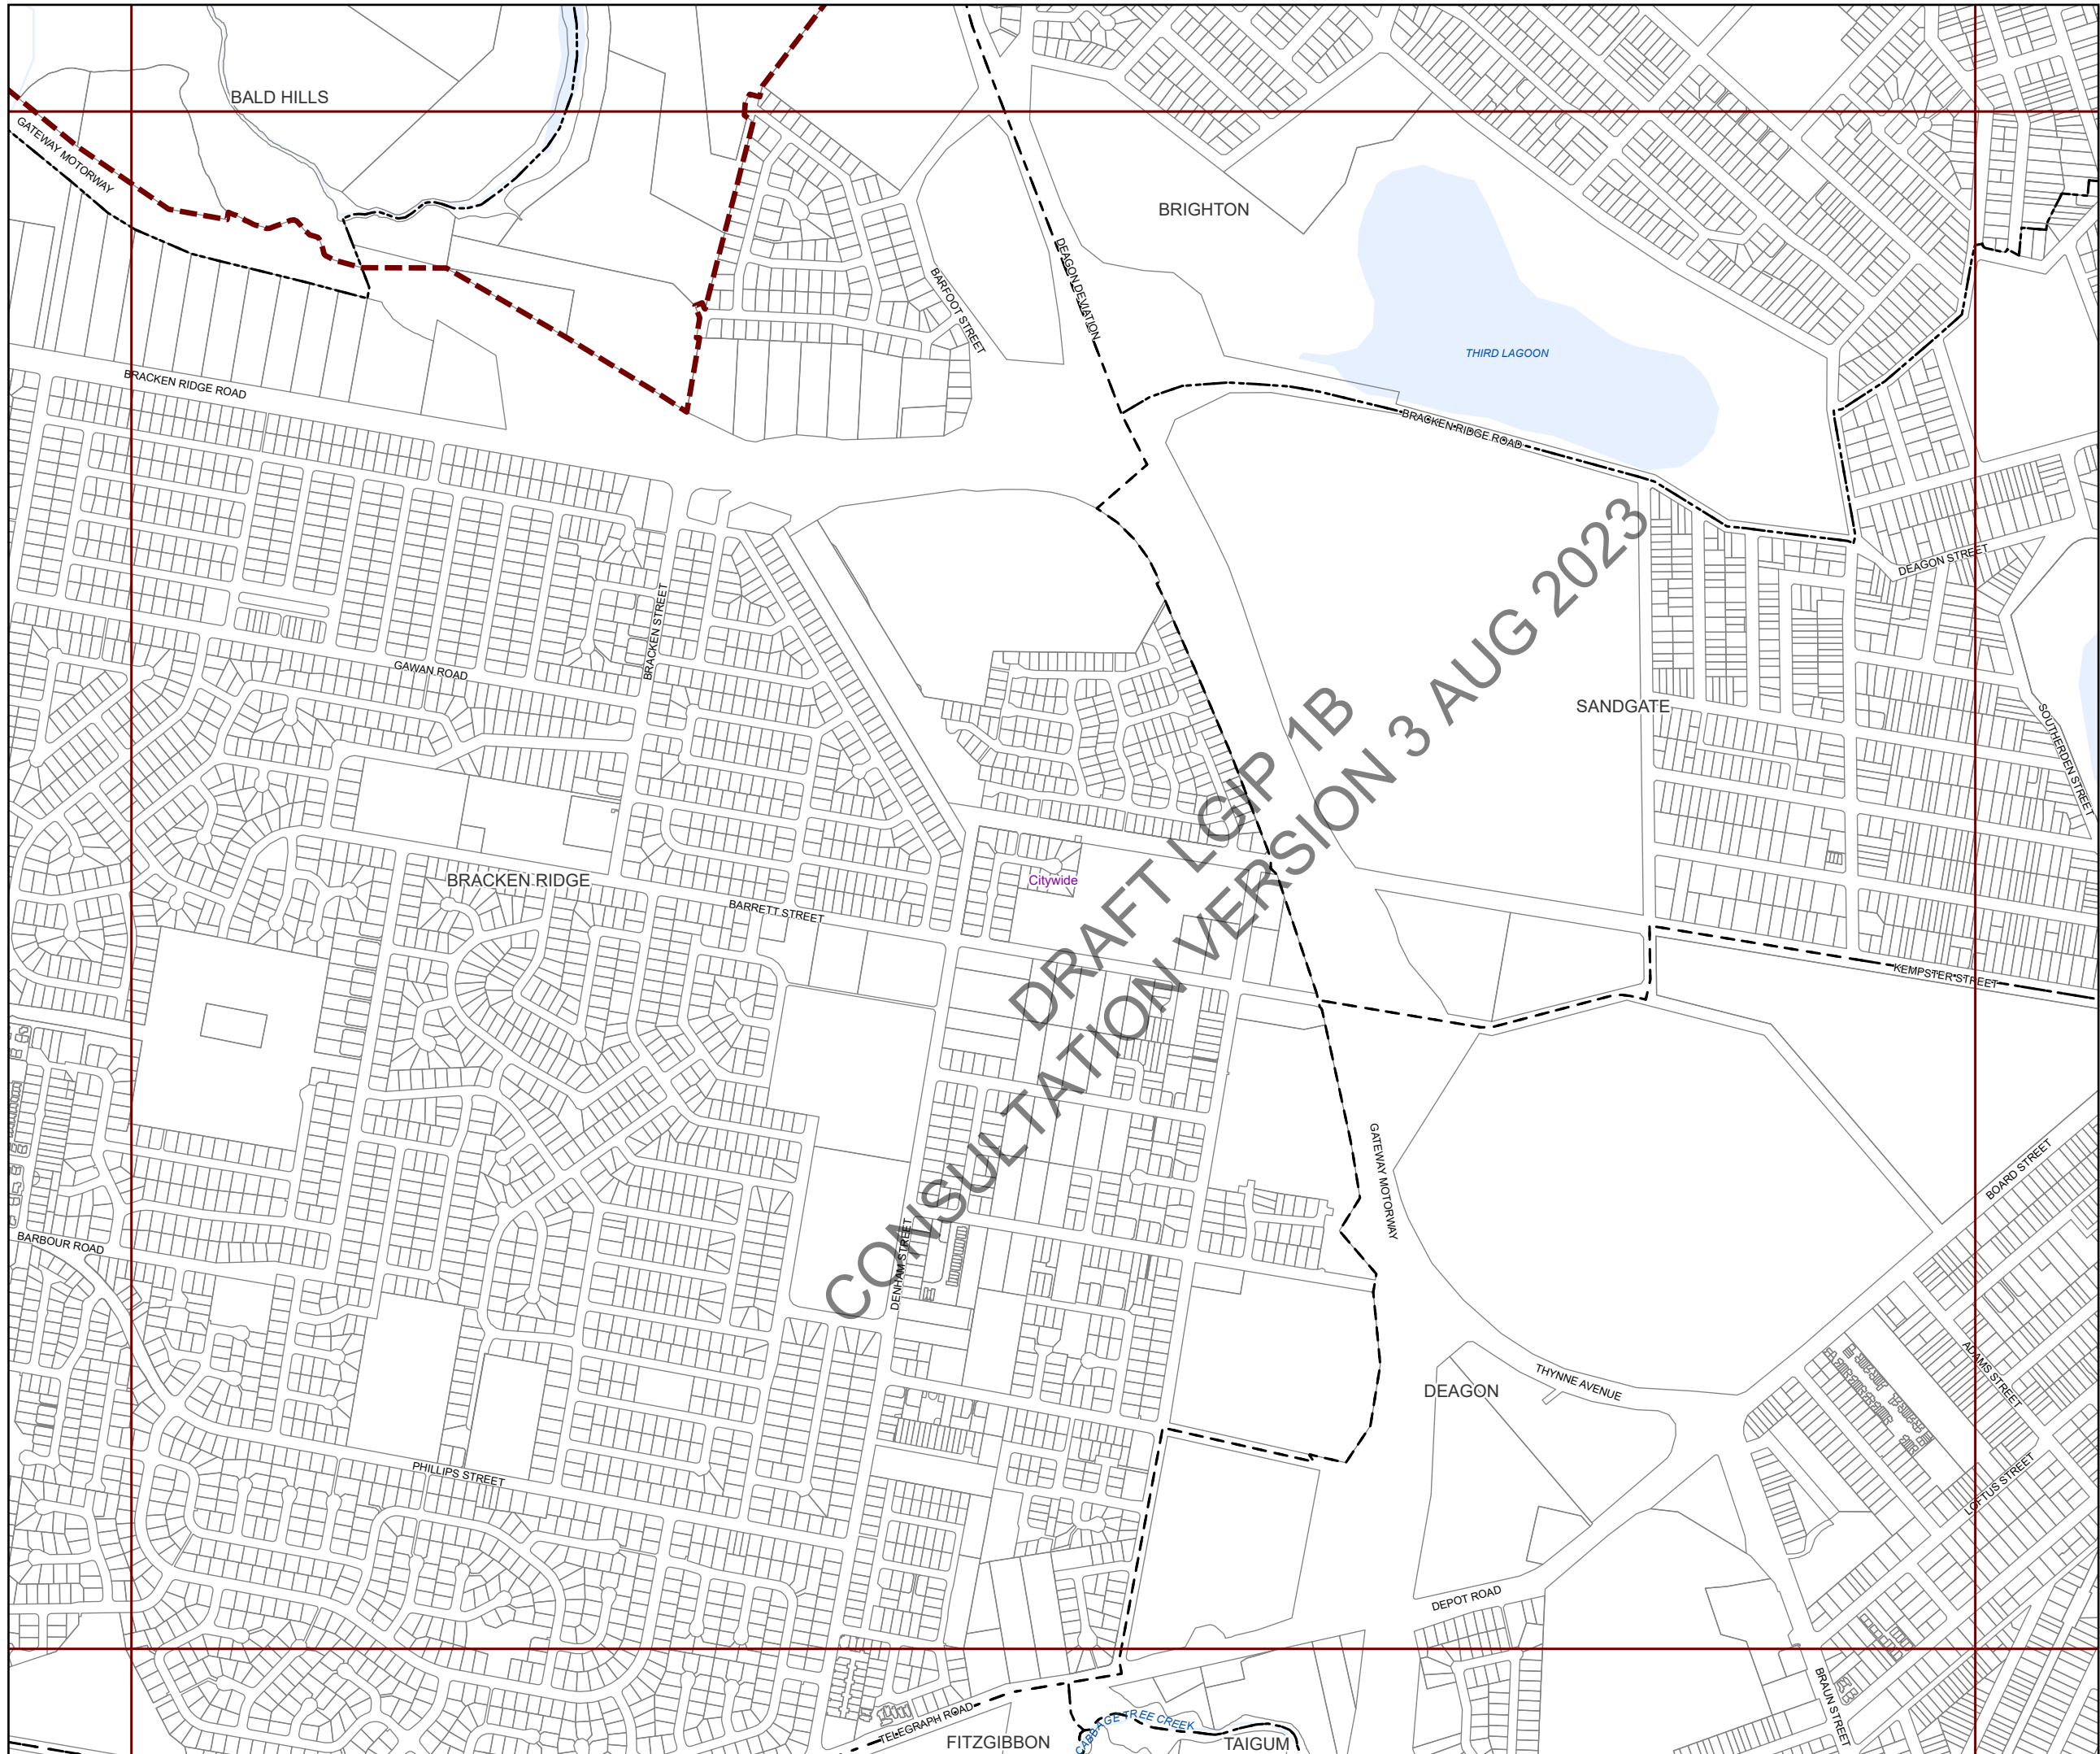 BALD HILLS
GATEWAY MOTORWAY
BRIGHTON
DEAGON DEVIATION
BARFOOT STREET
THIRD LAGOON
BRACKEN RIDGE ROAD
BRACKEN RIDGE ROAD
DEAGON STREET
BRACKEN STREET
GAWAN ROAD
SANDGATE
SOUTHERDEN STREET
DRAFT LGIP 1B
CONSULTATION VERSION 3 AUG 2023
BRACKEN RIDGE
Citywide
BARRETT STREET
KEMPSTER STREET
GATEWAY MOTORWAY
BOARD STREET
BARBOUR ROAD
DENHAM STREET
THYNNE AVENUE
ADAMS STREET
DEAGON
PHILLIPS STREET
LOFTUS STREET
DEPOT ROAD
BRAUN STREET
TELEGRAPH ROAD
CABBAGE TREE CREEK
FITZGIBBON
TAIGUM